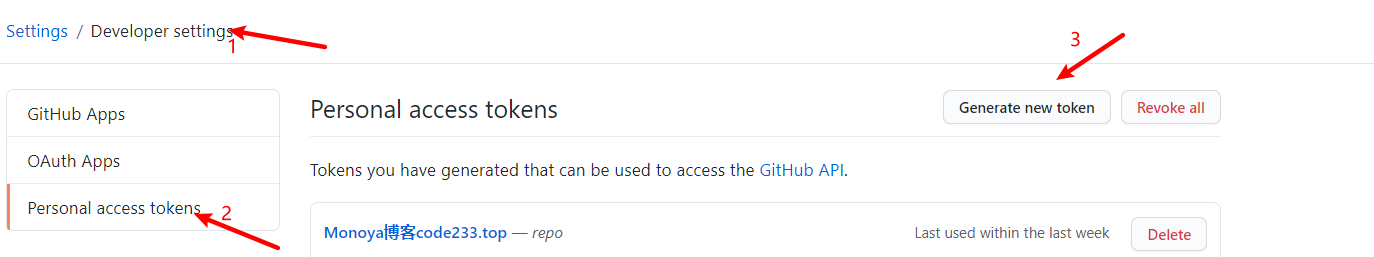 Settings / Developer settings
1
3
GitHub Apps
OAuth Apps
Personal access tokens
2
Personal access tokens
Generate new token
Revoke all
Tokens you have generated that can be used to access the GitHub API.
Monoya博客code233.top — repo
Last used within the last week
Delete